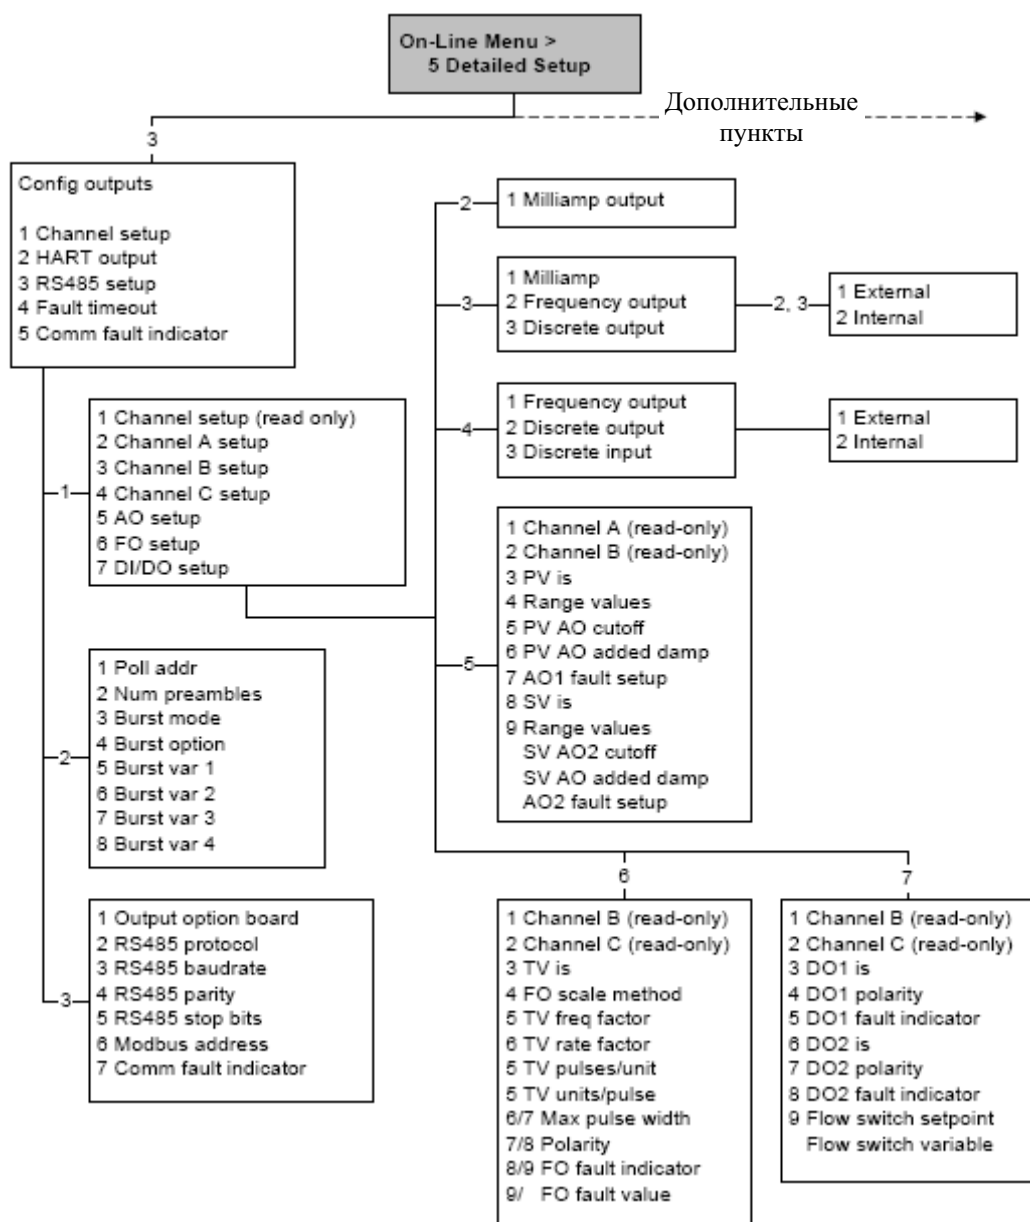 On-Line Menu >
5 Detailed Setup
Дополнительные
пункты
3
Config outputs
1 Channel setup
2 HART output
3 RS485 setup
4 Fault timeout
5 Comm fault indicator
1
1 Channel setup (read only)
2 Channel A setup
3 Channel B setup
4 Channel C setup
5 AO setup
6 FO setup
7 DI/DO setup
2
1 Poll addr
2 Num preambles
3 Burst mode
4 Burst option
5 Burst var 1
6 Burst var 2
7 Burst var 3
8 Burst var 4
3
1 Output option board
2 RS485 protocol
3 RS485 baudrate
4 RS485 parity
5 RS485 stop bits
6 Modbus address
7 Comm fault indicator
2
1 Milliamp output
3
1 Milliamp
2 Frequency output
3 Discrete output
2, 3
1 External
2 Internal
4
1 Frequency output
2 Discrete output
3 Discrete input
1 External
2 Internal
5
1 Channel A (read-only)
2 Channel B (read-only)
3 PV is
4 Range values
5 PV AO cutoff
6 PV AO added damp
7 AO1 fault setup
8 SV is
9 Range values
SV AO2 cutoff
SV AO added damp
AO2 fault setup
6
1 Channel B (read-only)
2 Channel C (read-only)
3 TV is
4 FO scale method
5 TV freq factor
6 TV rate factor
5 TV pulses/unit
5 TV units/pulse
6/7 Max pulse width
7/8 Polarity
8/9 FO fault indicator
9/ FO fault value
7
1 Channel B (read-only)
2 Channel C (read-only)
3 DO1 is
4 DO1 polarity
5 DO1 fault indicator
6 DO2 is
7 DO2 polarity
8 DO2 fault indicator
9 Flow switch setpoint
Flow switch variable